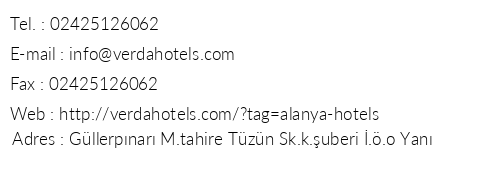 Tel. : 02425126062
E-mail : info@verdahotels.com
Fax : 02425126062
Web : http://verdahotels.com/?tag=alanya-hotels
Adres : Güllerpınarı M.tahire Tüzün Sk.k.şuberi İ.ö.o Yanı